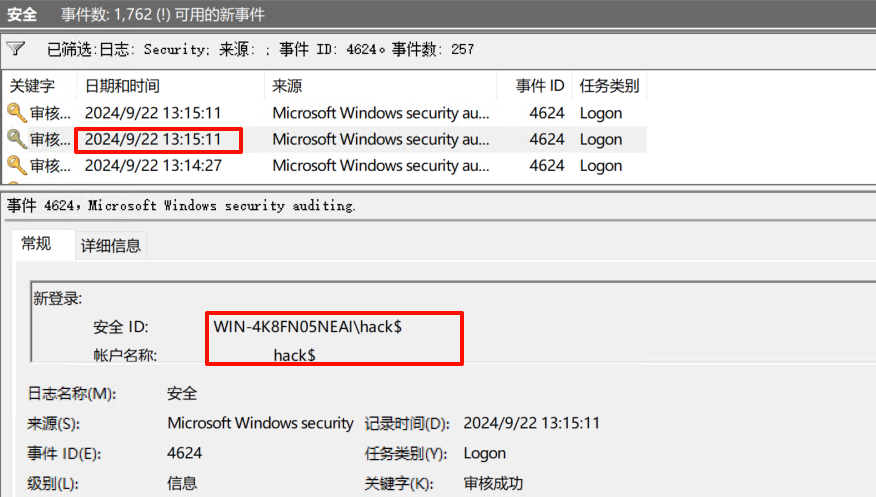 安全 事件数: 1,762 (!) 可用的新事件
已筛选:日志: Security; 来源: ; 事件 ID: 4624。事件数: 257
关键字 日期和时间 来源 事件 ID 任务类别
审核... 2024/9/22 13:15:11 Microsoft Windows security au... 4624 Logon
审核... 2024/9/22 13:15:11 Microsoft Windows security au... 4624 Logon
审核... 2024/9/22 13:14:27 Microsoft Windows security au... 4624 Logon
事件 4624，Microsoft Windows security auditing.
常规 详细信息
新登录:
安全 ID: WIN-4K8FN05NEAI\hack$
帐户名称: hack$
日志名称(M): 安全
来源(S): Microsoft Windows security 记录时间(D): 2024/9/22 13:15:11
事件 ID(E): 4624 任务类别(Y): Logon
级别(L): 信息 关键字(K): 审核成功